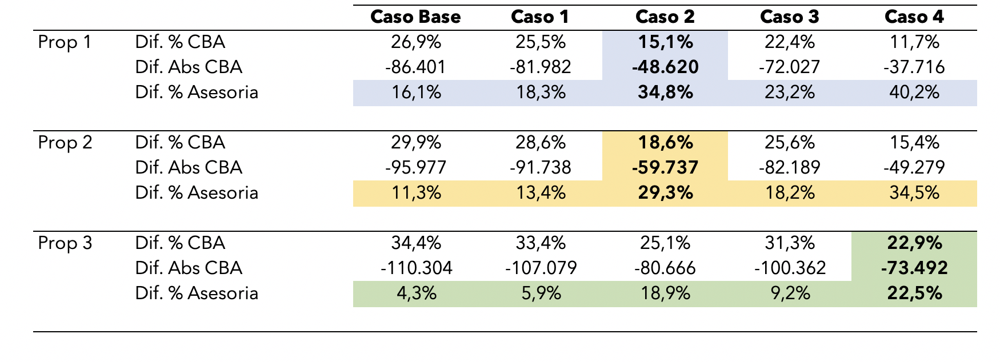 Caso Base Caso 1 Caso 2 Caso 3 Caso 4
Prop 1 Dif. % CBA 26,9% 25,5% 15,1% 22,4% 11,7%
Dif. Abs CBA -86.401 -81.982 -48.620 -72.027 -37.716
Dif. % Asesoria 16,1% 18,3% 34,8% 23,2% 40,2%
Prop 2 Dif. % CBA 29,9% 28,6% 18,6% 25,6% 15,4%
Dif. Abs CBA -95.977 -91.738 -59.737 -82.189 -49.279
Dif. % Asesoria 11,3% 13,4% 29,3% 18,2% 34,5%
Prop 3 Dif. % CBA 34,4% 33,4% 25,1% 31,3% 22,9%
Dif. Abs CBA -110.304 -107.079 -80.666 -100.362 -73.492
Dif. % Asesoria 4,3% 5,9% 18,9% 9,2% 22,5%